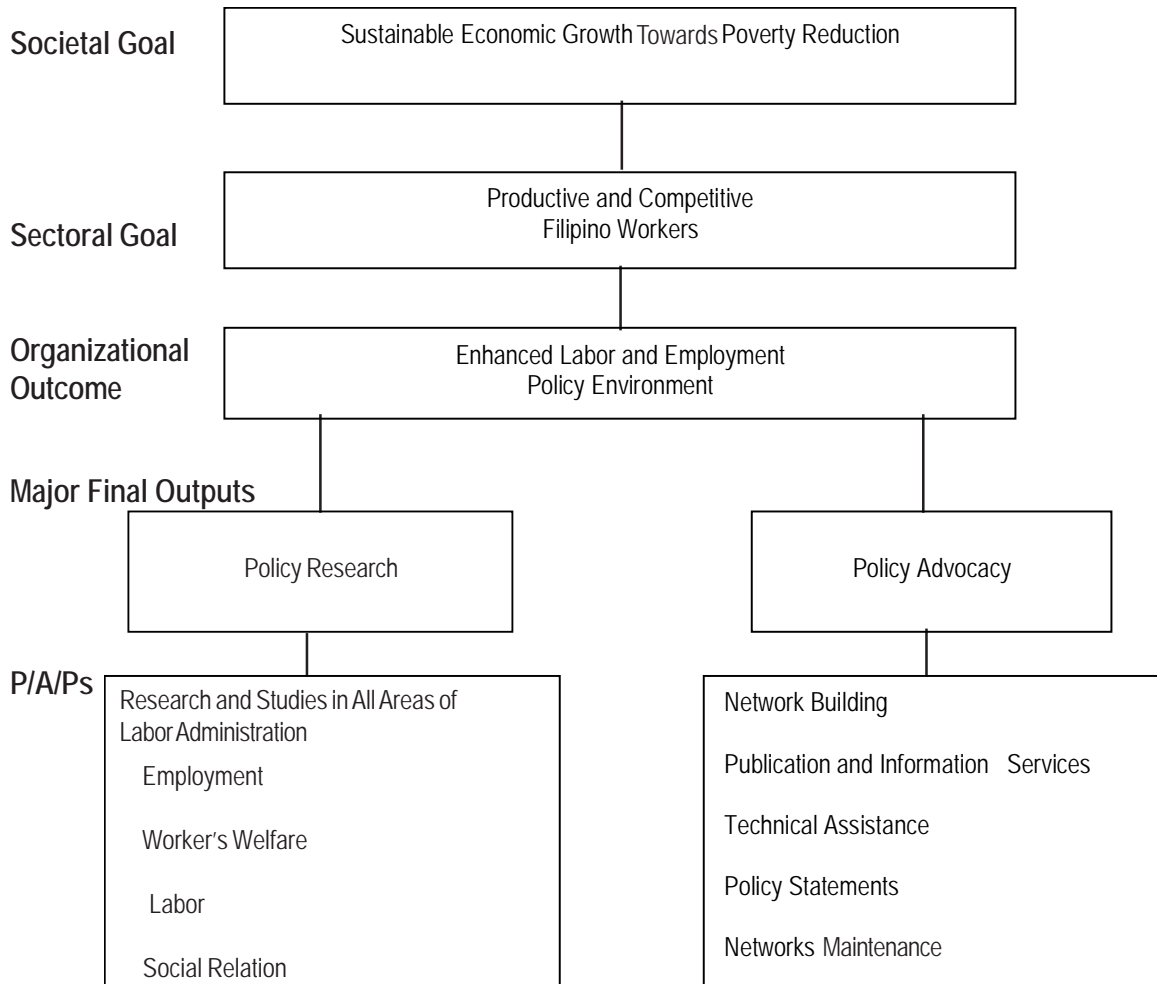 Societal Goal
Sustainable Economic Growth Towards Poverty Reduction
Sectoral Goal
Productive and Competitive
Filipino Workers
Organizational
Outcome
Enhanced Labor and Employment
Policy Environment
Major Final Outputs
Policy Research
Policy Advocacy
P/A/Ps
Research and Studies in All Areas of
Labor Administration
Employment
Worker's Welfare
Labor
Social Relation
Network Building
Publication and Information Services
Technical Assistance
Policy Statements
Networks Maintenance